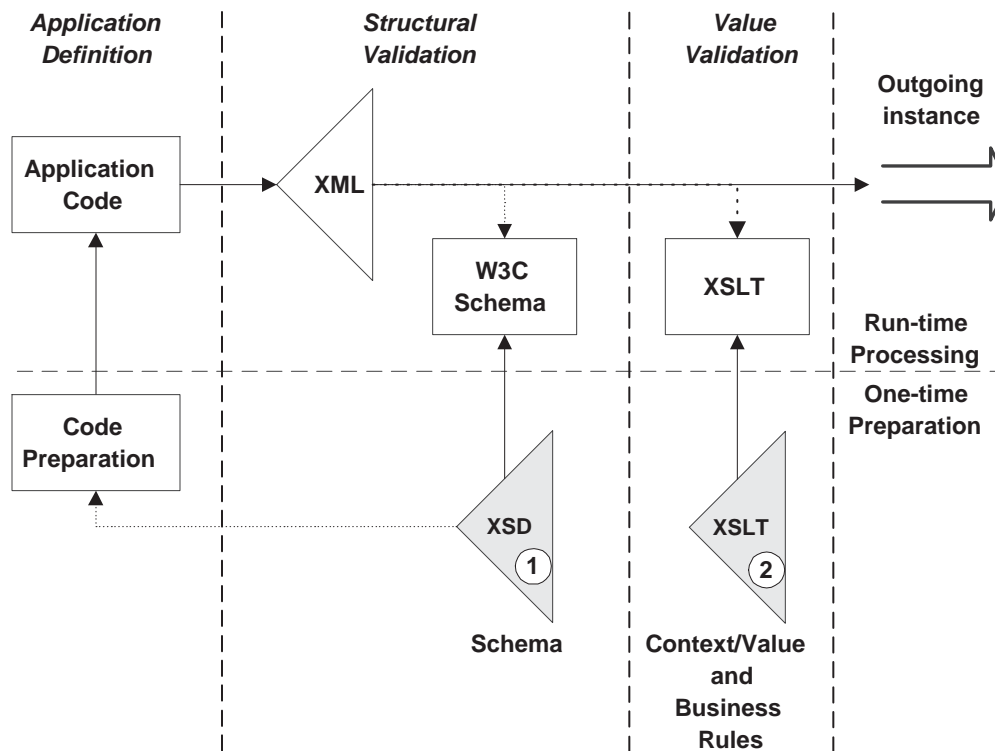 Application
Definition
Structural
Validation
Value
Validation
Outgoing
instance
Application
Code
XML
W3C
Schema
XSLT
Run-time
Processing
One-time
Preparation
Code
Preparation
XSD
1
XSLT
2
Schema
Context/Value
and
Business
Rules